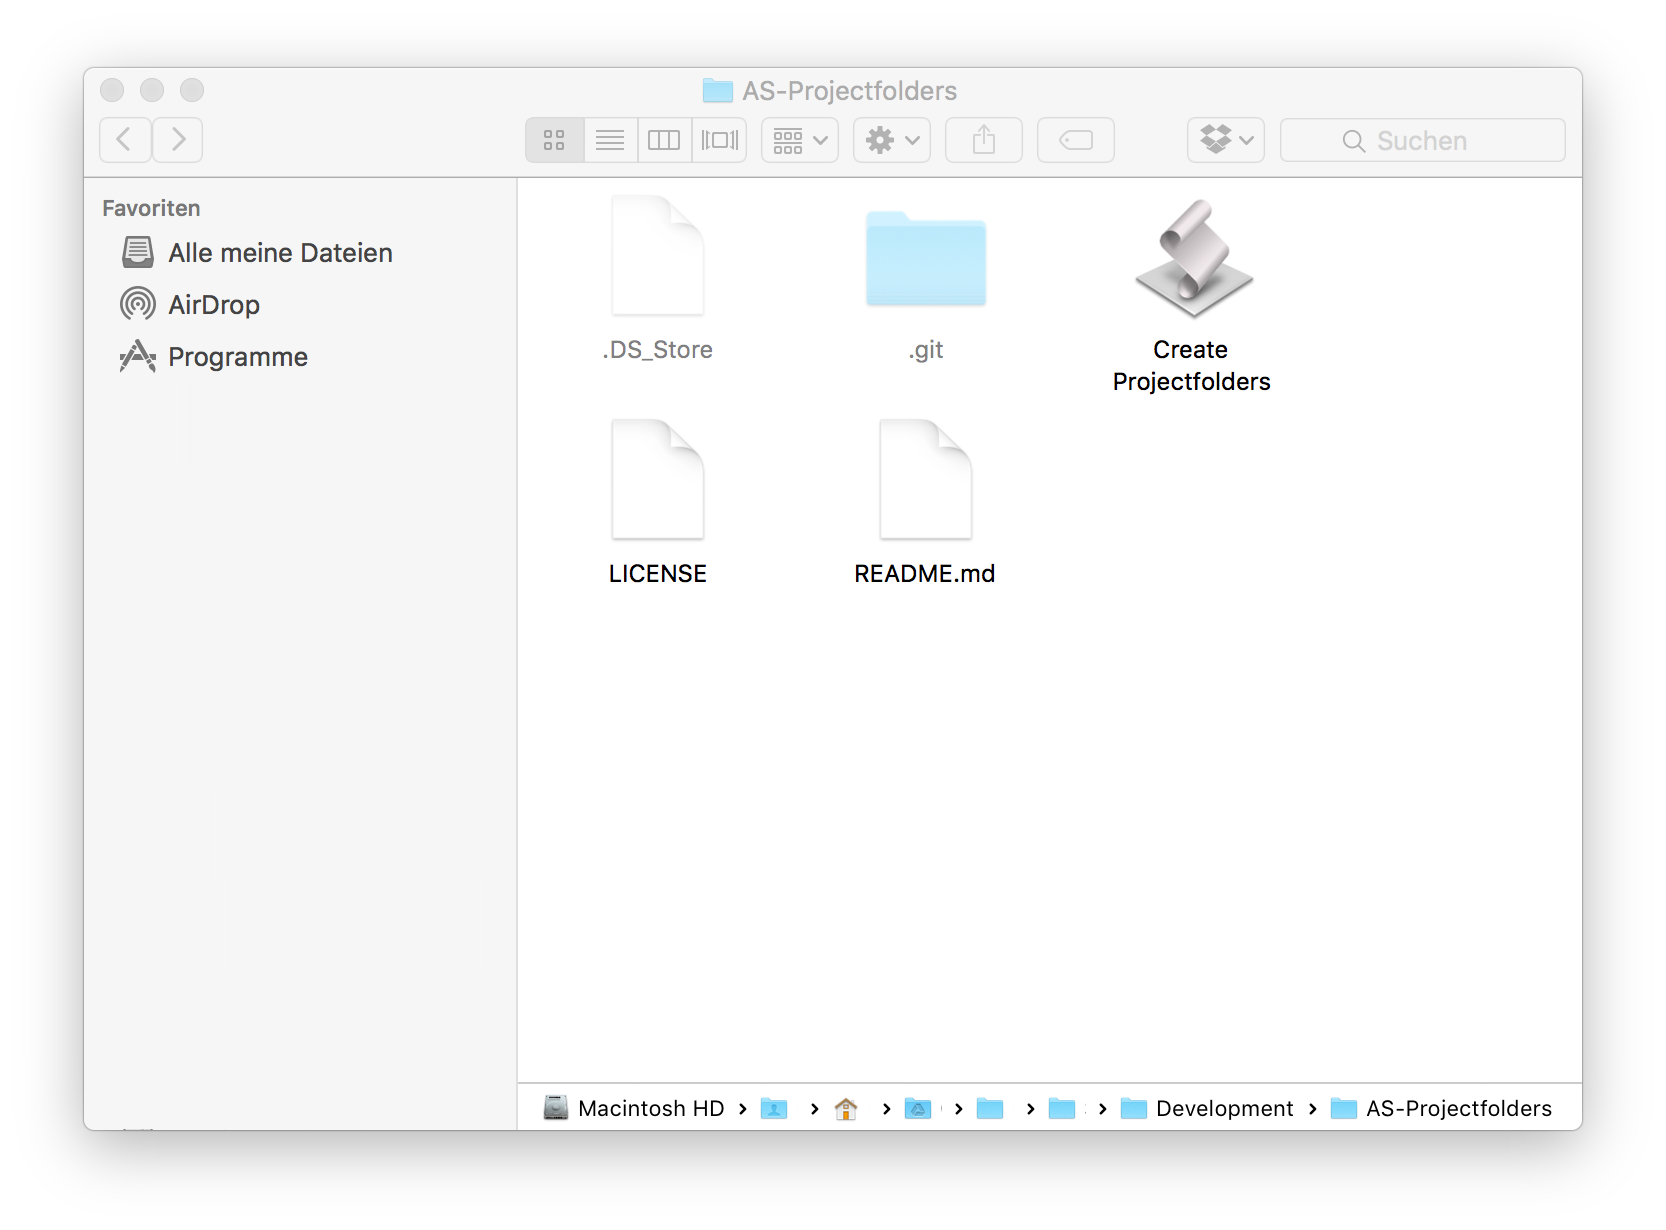 AS-Projectfolders
Suchen
Favoriten
Alle meine Dateien
AirDrop
Programme
.DS_Store
.git
Create
Projectfolders
LICENSE
README.md
Macintosh HD
Development
AS-Projectfolders